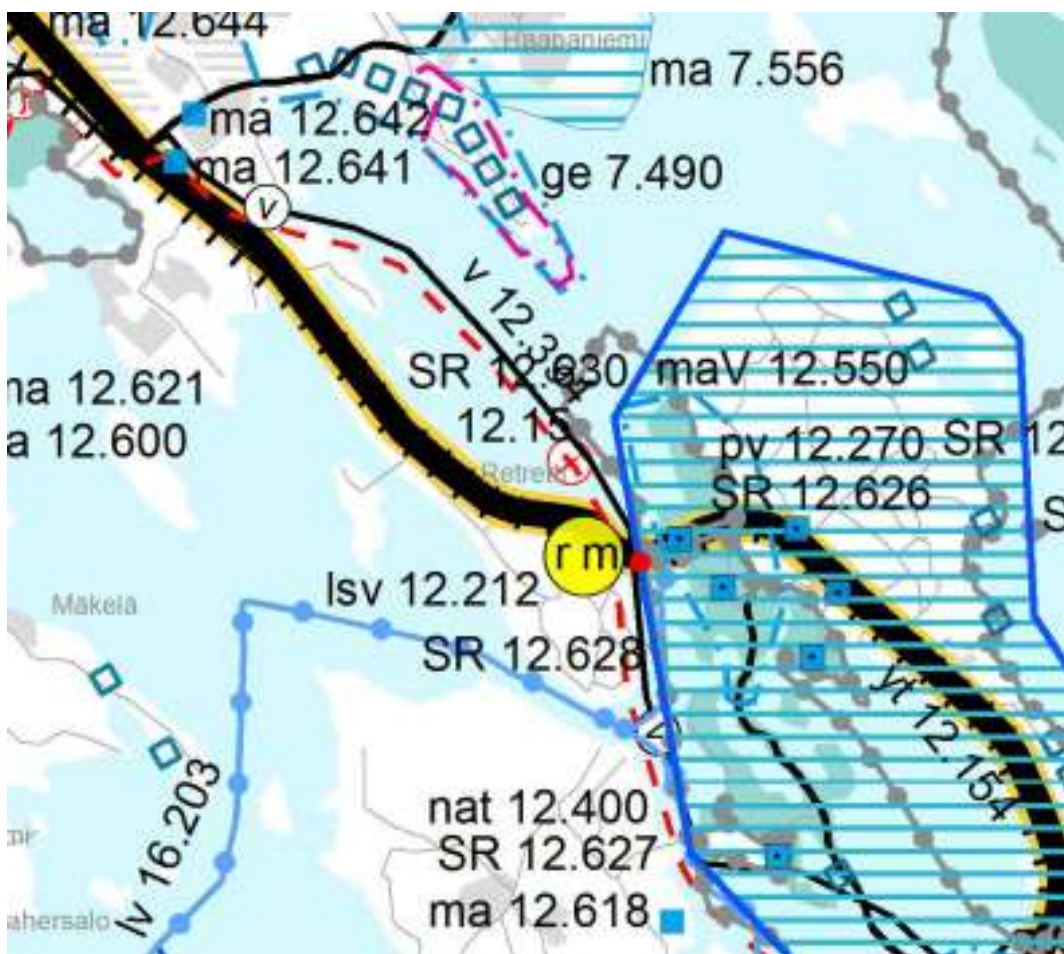 ma 12.644
Haapaniemi
ma 7.556
ma 12.642
ma 12.641
ge 7.490
v
v 12.3
SR 12.630
maV 12.550
ma 12.621
a 12.600
12.15
pv 12.270
SR 12
SR 12.626
S
Retretti
r m
lsv 12.212
Mäkelä
SR 12.628
yt 12.154
v
lv 16.203
nat 12.400
SR 12.627
ma 12.618
ahersalo